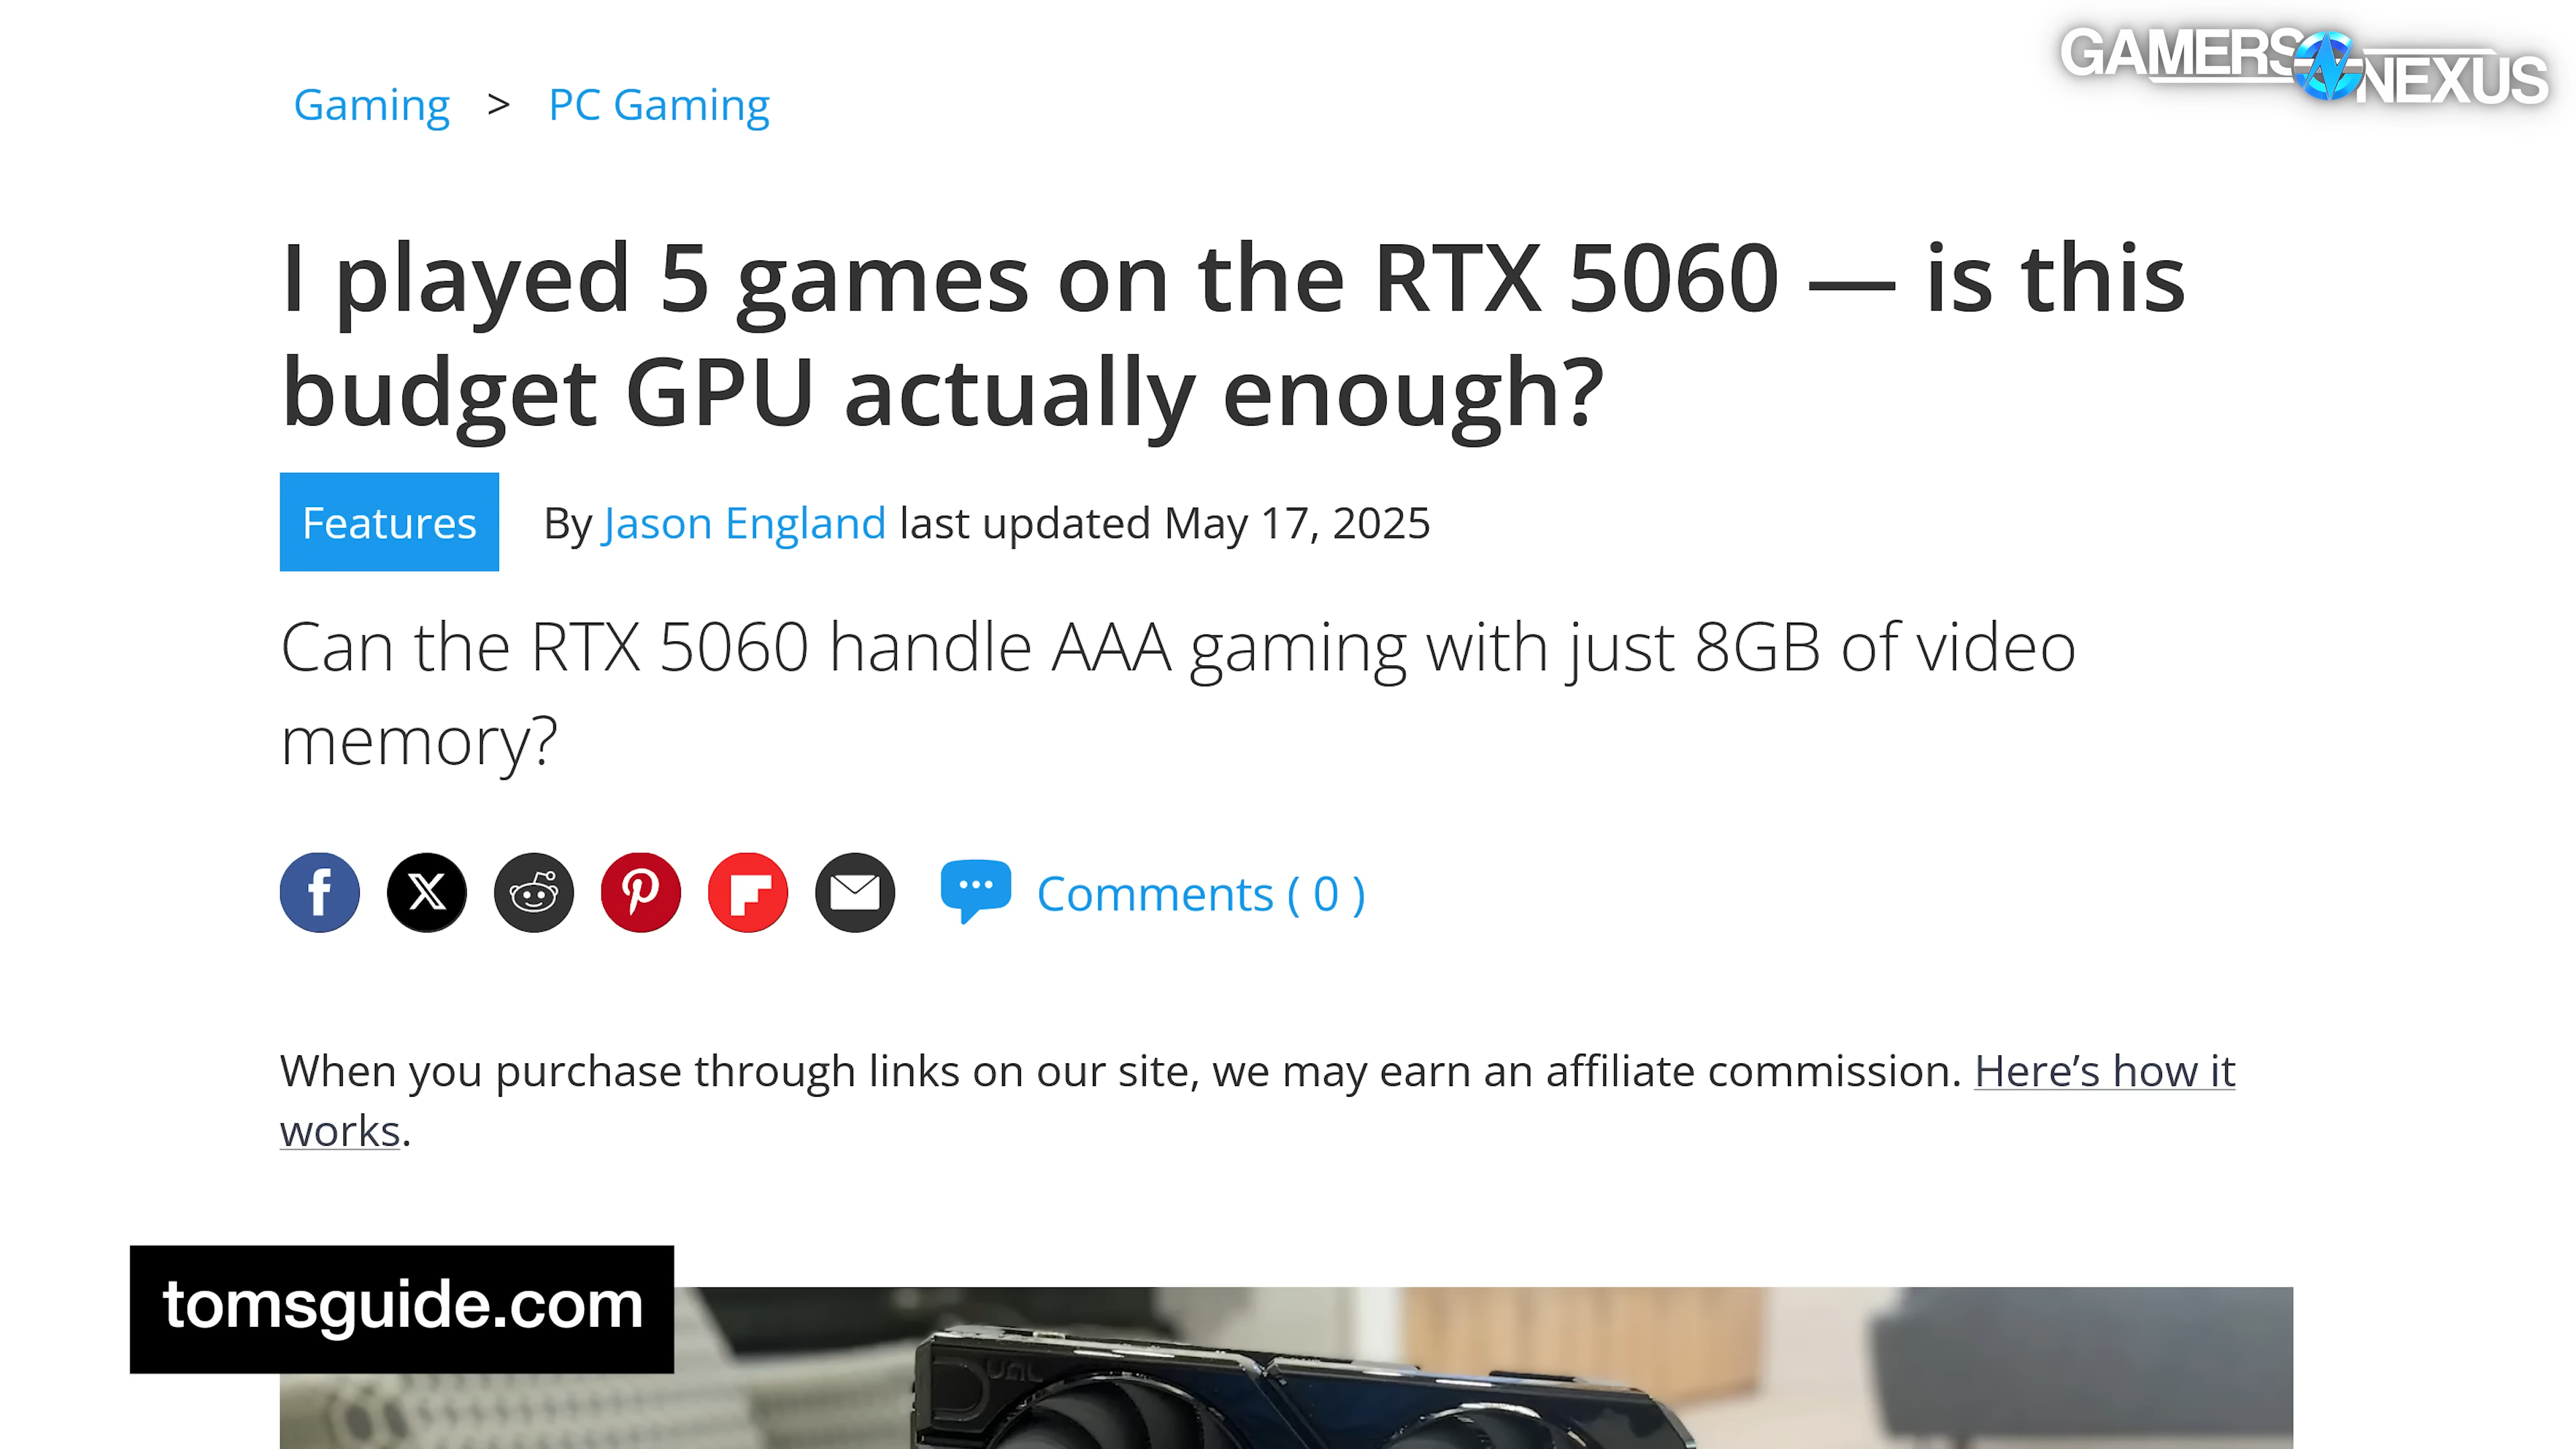 GAMERS NEXUS
Gaming > PC Gaming
I played 5 games on the RTX 5060 — is this
budget GPU actually enough?
Features
By Jason England last updated May 17, 2025
Can the RTX 5060 handle AAA gaming with just 8GB of video
memory?
Comments ( 0 )
When you purchase through links on our site, we may earn an affiliate commission. Here’s how it
works.
tomsguide.com
DUAL